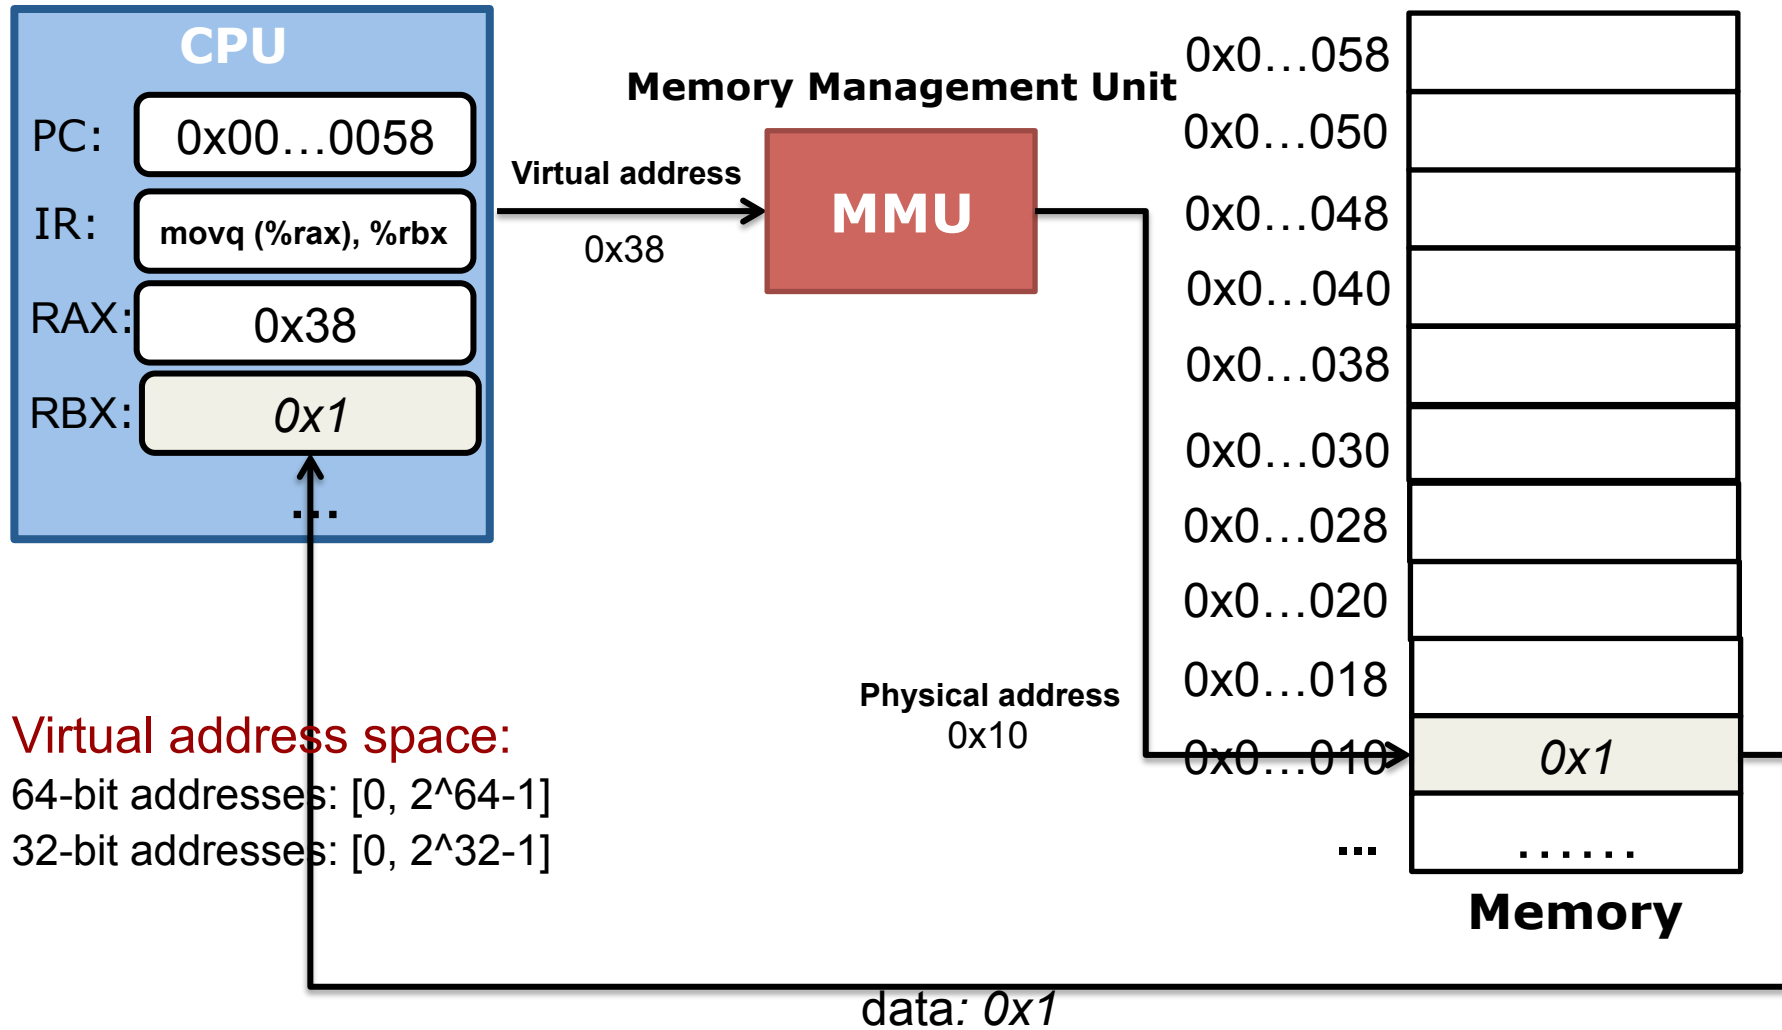 CPU
PC: 0x00…0058
IR: movq (%rax), %rbx
RAX: 0x38
RBX: 0x1
...
Memory Management Unit
Virtual address
0x38
MMU
Physical address
0x10
0x0…058
0x0…050
0x0…048
0x0…040
0x0…038
0x0…030
0x0…028
0x0…020
0x0…018
0x0…010 0x1
... ......
Memory
Virtual address space:
64-bit addresses: [0, 2^64-1]
32-bit addresses: [0, 2^32-1]
data: 0x1